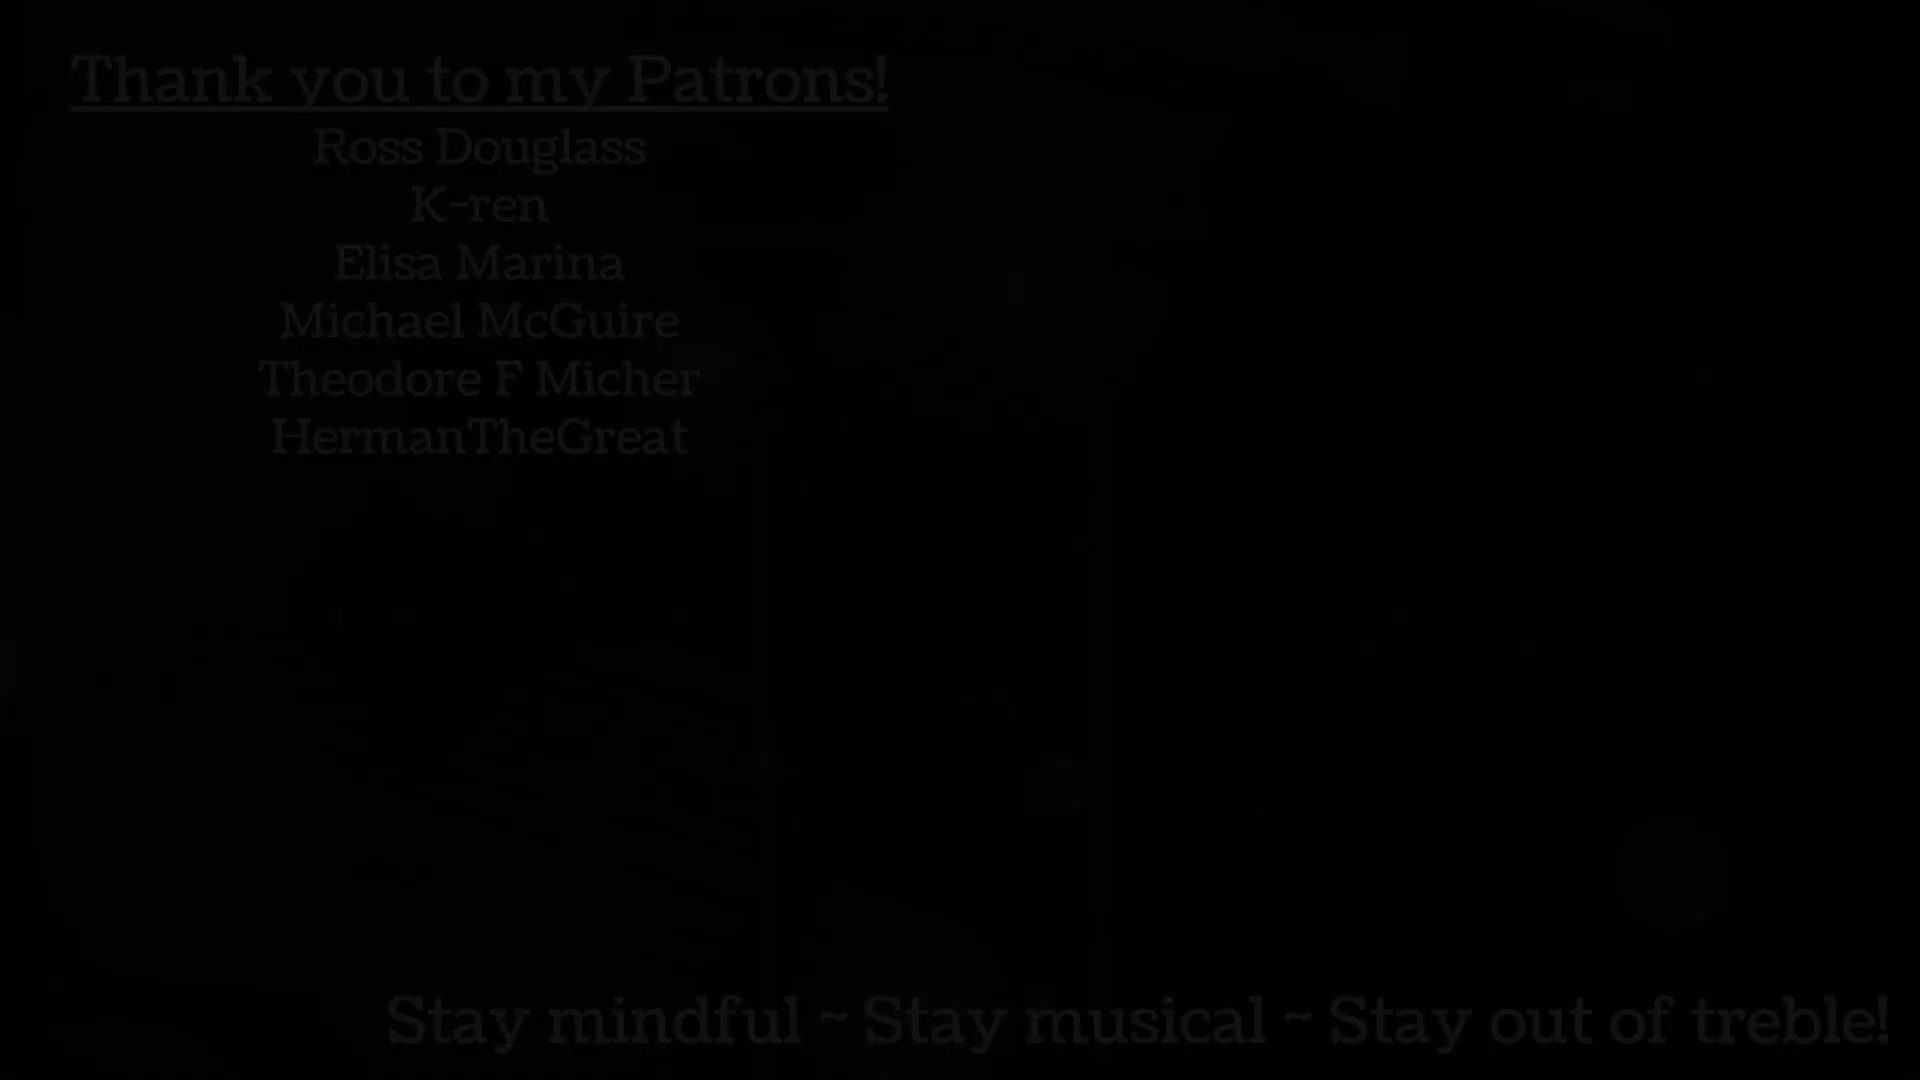 Thank you to my Patrons!
Ross Douglass
K-ren
Elisa Marina
Michael McGuire
Theodore F Micher
HermanTheGreat
Stay mindful ~ Stay musical ~ Stay out of treble!